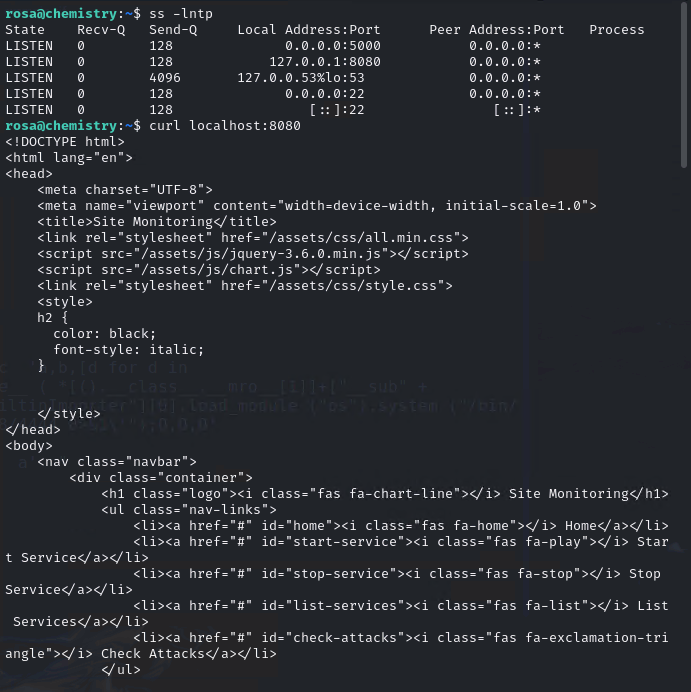 rosa@chemistry:~$ ss -lntp
State    Recv-Q   Send-Q     Local Address:Port      Peer Address:Port   Process
LISTEN   0        128              0.0.0.0:5000           0.0.0.0:*
LISTEN   0        128            127.0.0.1:8080           0.0.0.0:*
LISTEN   0        4096       127.0.0.53%lo:53             0.0.0.0:*
LISTEN   0        128              0.0.0.0:22             0.0.0.0:*
LISTEN   0        128                 [::]:22                [::]:*
rosa@chemistry:~$ curl localhost:8080
<!DOCTYPE html>
<html lang="en">
<head>
    <meta charset="UTF-8">
    <meta name="viewport" content="width=device-width, initial-scale=1.0">
    <title>Site Monitoring</title>
    <link rel="stylesheet" href="/assets/css/all.min.css">
    <script src="/assets/js/jquery-3.6.0.min.js"></script>
    <script src="/assets/js/chart.js"></script>
    <link rel="stylesheet" href="/assets/css/style.css">
    <style>
    h2 {
      color: black;
      font-style: italic;
    }
    </style>
</head>
<body>
    <nav class="navbar">
        <div class="container">
            <h1 class="logo"><i class="fas fa-chart-line"></i> Site Monitoring</h1>
            <ul class="nav-links">
                <li><a href="#" id="home"><i class="fas fa-home"></i> Home</a></li>
                <li><a href="#" id="start-service"><i class="fas fa-play"></i> Star
t Service</a></li>
                <li><a href="#" id="stop-service"><i class="fas fa-stop"></i> Stop
Service</a></li>
                <li><a href="#" id="list-services"><i class="fas fa-list"></i> List
 Services</a></li>
                <li><a href="#" id="check-attacks"><i class="fas fa-exclamation-tri
angle"></i> Check Attacks</a></li>
            </ul>